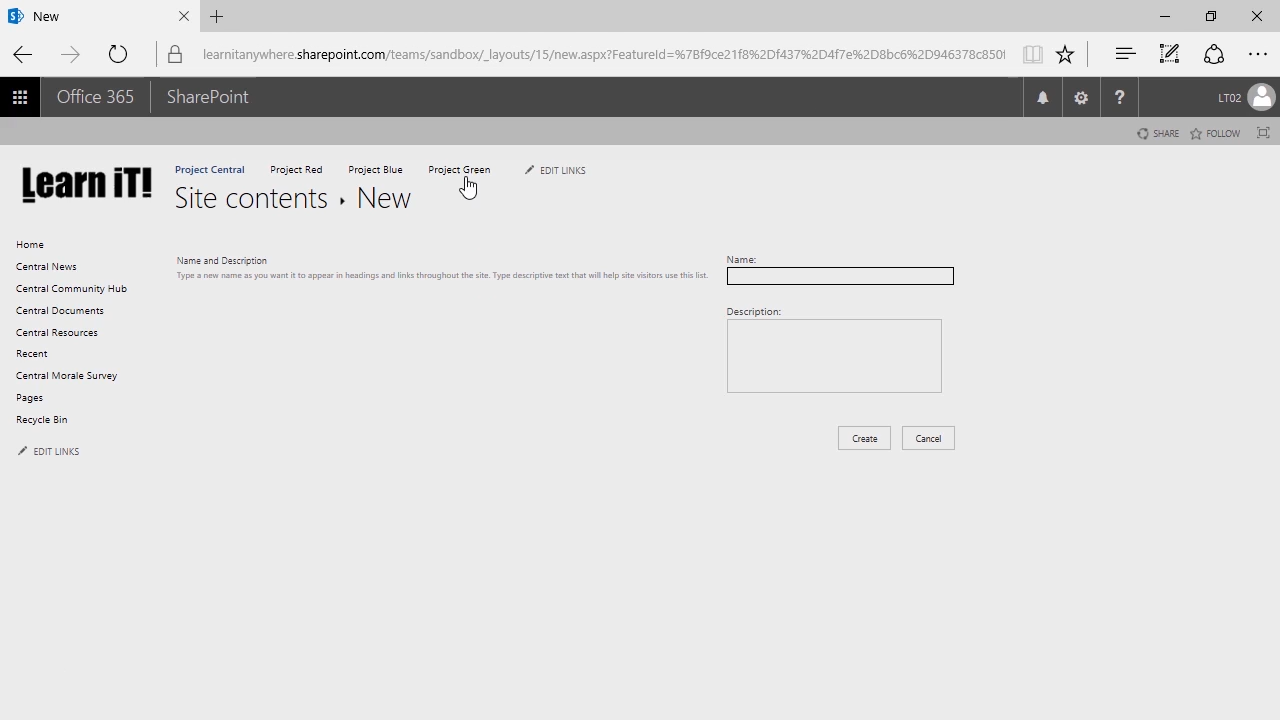 New
learnitanywhere.sharepoint.com/teams/sandbox/_layouts/15/new.aspx?FeatureId=%7Bf9ce21f8%2Df437%2D4f7e%2D8bc6%2D946378c850f
Office 365 SharePoint ? LT02
SHARE FOLLOW
Learn iT!
Project Central Project Red Project Blue Project Green EDIT LINKS
Site contents ▸ New
Home
Central News
Central Community Hub
Central Documents
Central Resources
Recent
Central Morale Survey
Pages
Recycle Bin
EDIT LINKS
Name and Description
Type a new name as you want it to appear in headings and links throughout the site. Type descriptive text that will help site visitors use this list.
Name:
Description:
Create Cancel